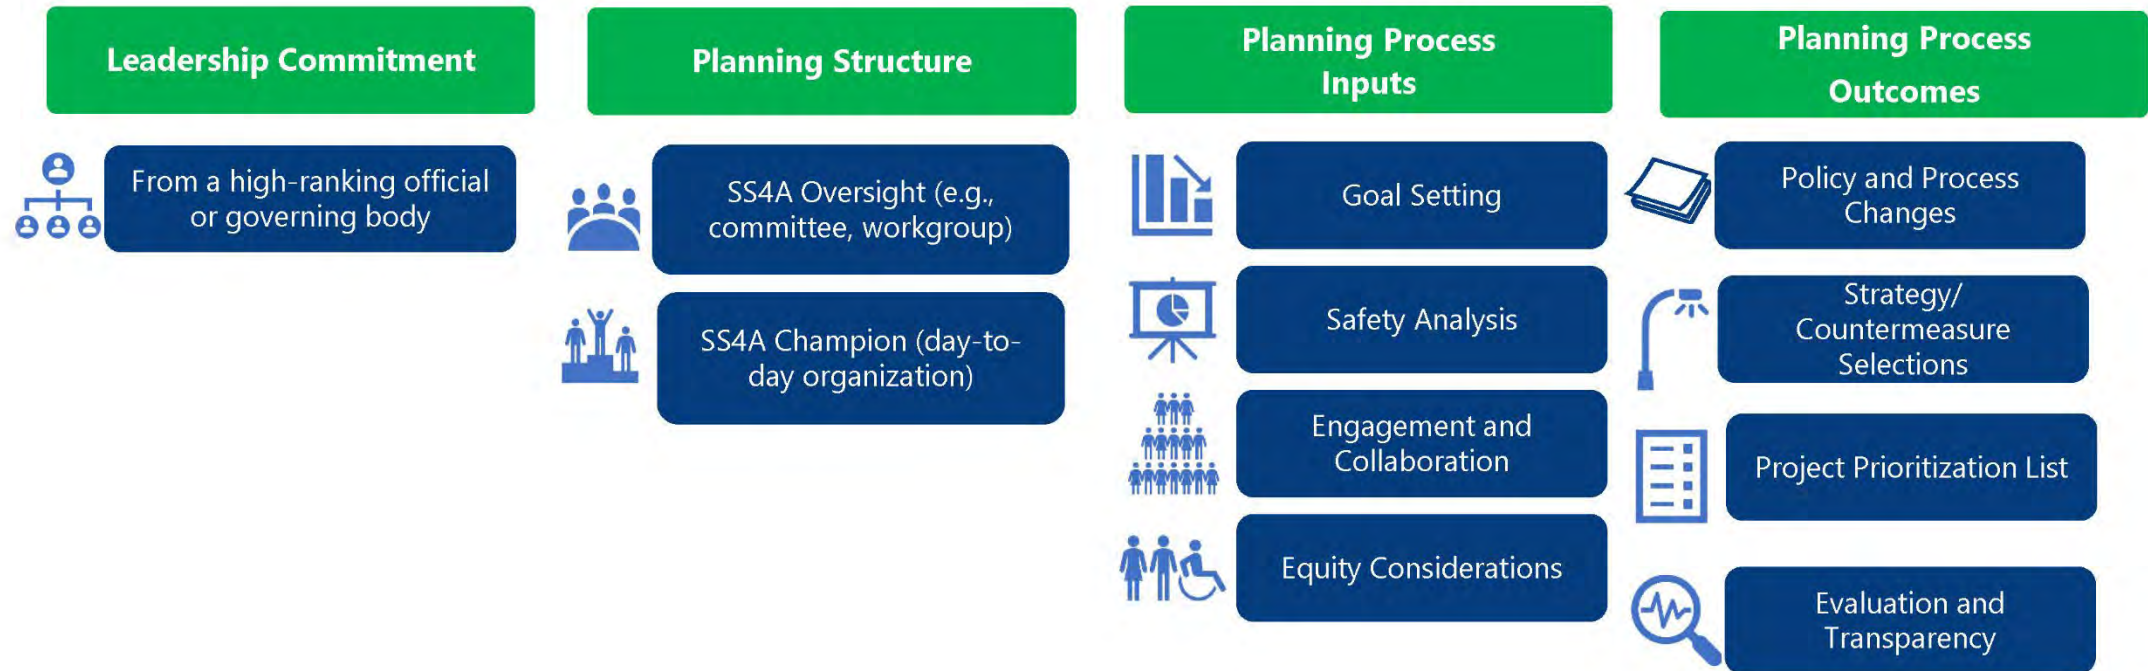 Leadership Commitment
From a high-ranking official
or governing body
Planning Structure
SS4A Oversight (e.g.,
committee, workgroup)
SS4A Champion (day-to-
day organization)
Planning Process
Inputs
Goal Setting
Safety Analysis
Engagement and
Collaboration
Equity Considerations
Planning Process
Outcomes
Policy and Process
Changes
Strategy/
Countermeasure
Selections
Project Prioritization List
Evaluation and
Transparency